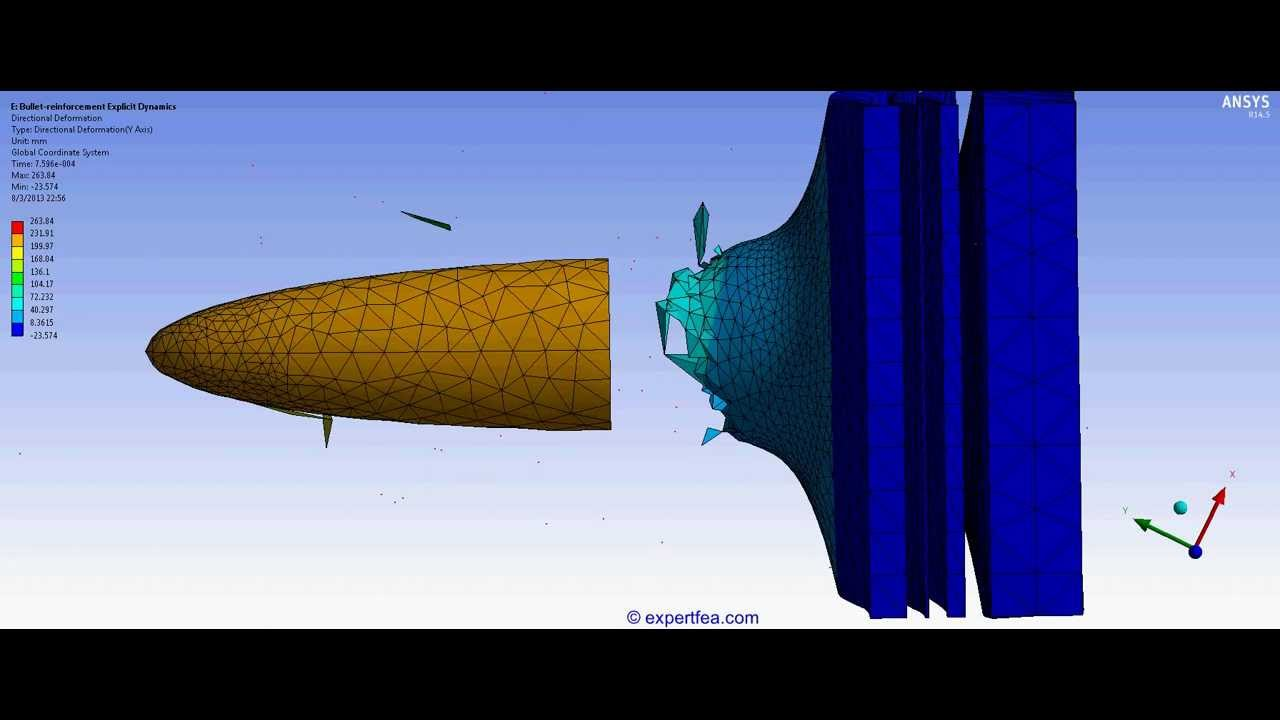 E: Bullet-reinforcement Explicit Dynamics
Directional Deformation
Type: Directional Deformation(Y Axis)
Unit: mm
Global Coordinate System
Time: 7.596e-004
Max: 263.84
Min: -23.574
8/3/2013 22:56
263.84
231.91
199.97
168.04
136.1
104.17
72.232
40.297
8.3615
-23.574
ANSYS
R14.5
X
Y
© expertfea.com